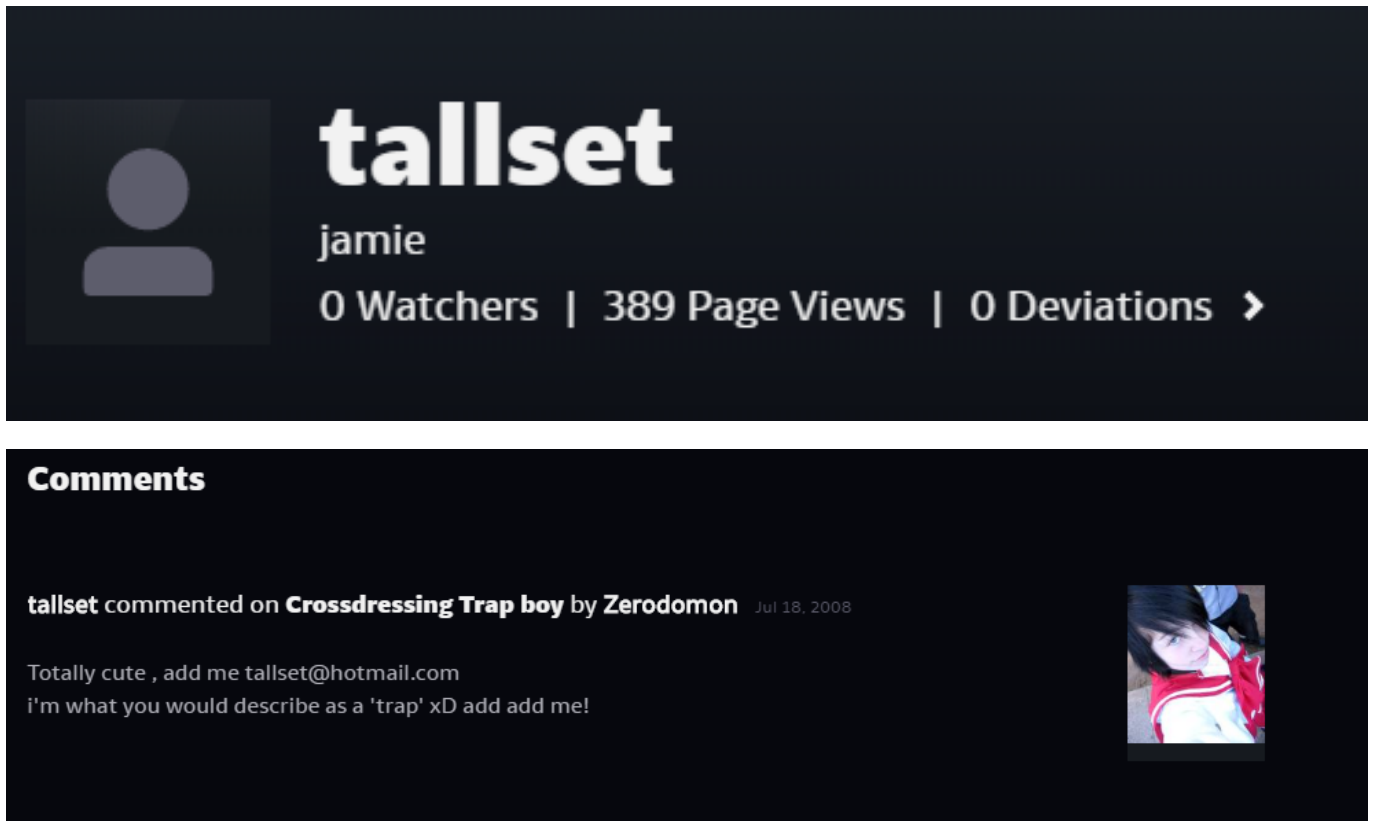 tallset
jamie
0 Watchers | 389 Page Views | 0 Deviations
Comments
tallset commented on Crossdressing Trap boy by Zerodomon Jul 18, 2008
Totally cute , add me tallset@hotmail.com
i'm what you would describe as a 'trap' xD add add me!